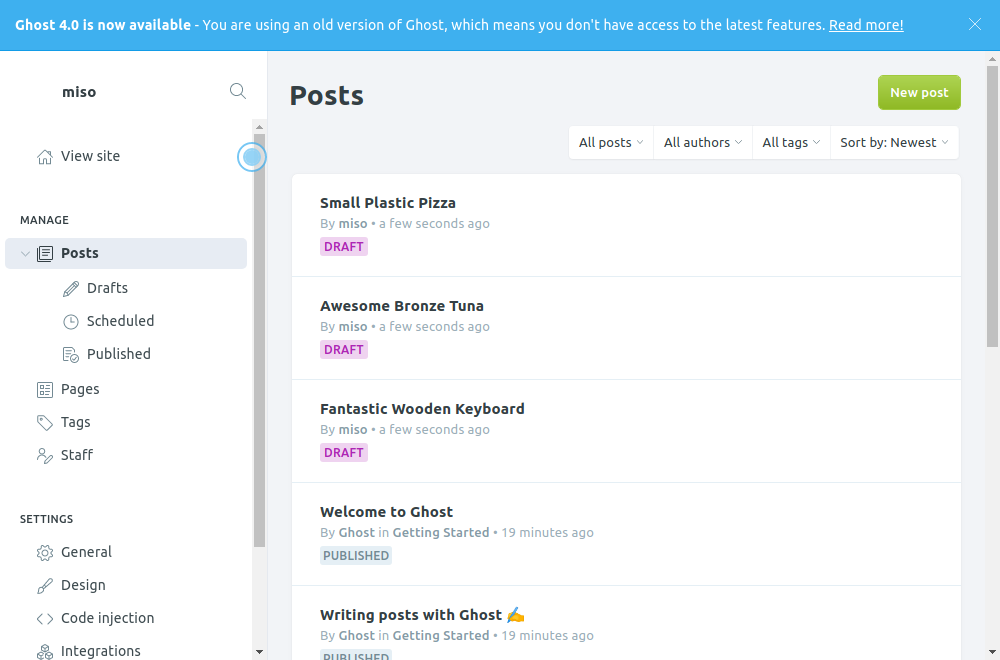 Ghost 4.0 is now available - You are using an old version of Ghost, which means you don't have access to the latest features. Read more!
miso
View site
MANAGE
Posts
Drafts
Scheduled
Published
Pages
Tags
Staff
SETTINGS
General
Design
Code injection
Integrations
Posts
New post
All posts
All authors
All tags
Sort by: Newest
Small Plastic Pizza
By miso • a few seconds ago
DRAFT
Awesome Bronze Tuna
By miso • a few seconds ago
DRAFT
Fantastic Wooden Keyboard
By miso • a few seconds ago
DRAFT
Welcome to Ghost
By Ghost in Getting Started • 19 minutes ago
PUBLISHED
Writing posts with Ghost ✍️
By Ghost in Getting Started • 19 minutes ago
PUBLISHED